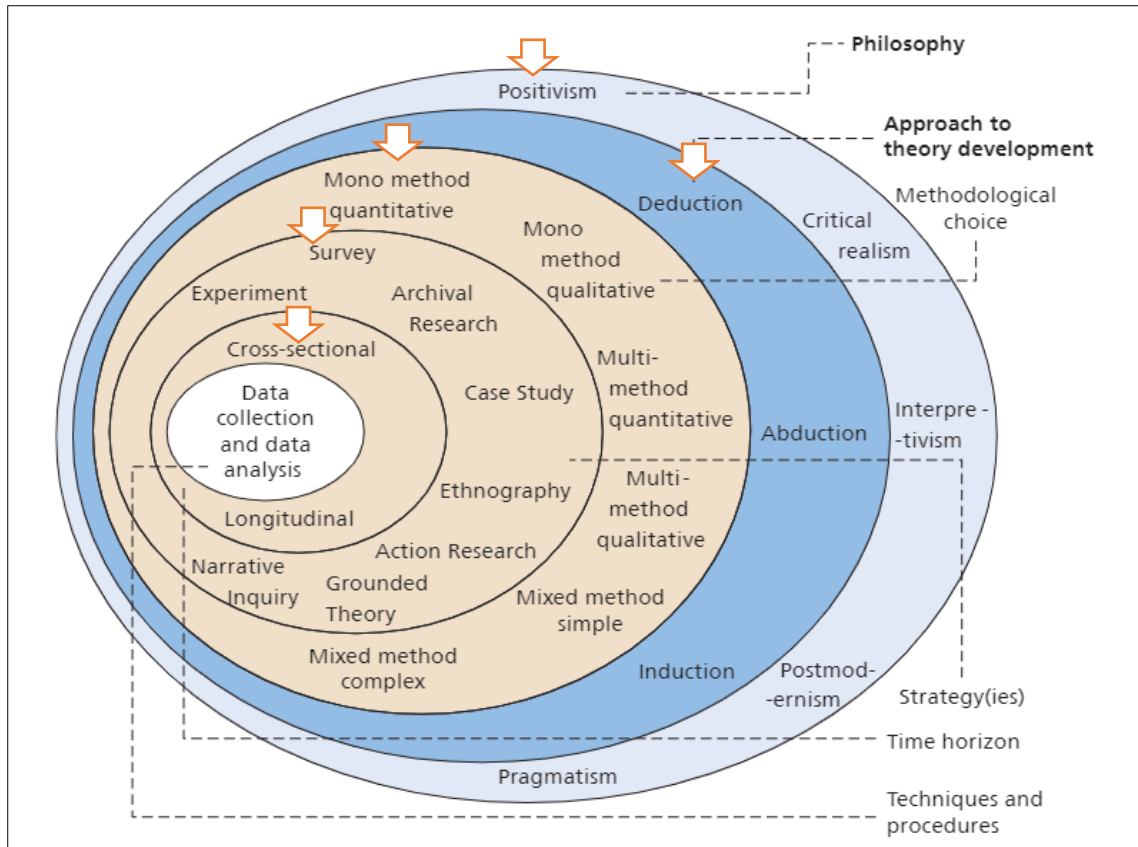 Philosophy
Positivism
Approach to
theory development
Mono method
quantitative
Deduction
Methodological
choice
Critical
realism
Mono
method
qualitative
Survey
Experiment
Archival
Research
Cross-sectional
Multi-
method
quantitative
Data
collection
and data
analysis
Case Study
Interpre -
-tivism
Abduction
Ethnography
Multi-
method
qualitative
Longitudinal
Action Research
Narrative
Inquiry
Grounded
Theory
Mixed method
simple
Mixed method
complex
Induction
Postmod-
-ernism
Strategy(ies)
Time horizon
Pragmatism
Techniques and
procedures